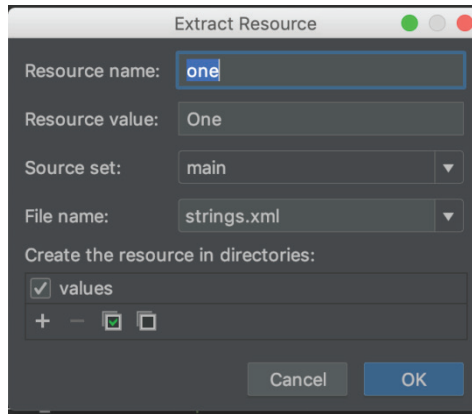 Extract Resource
Resource name: one
Resource value: One
Source set: main
File name: strings.xml
Create the resource in directories:
values
Cancel OK